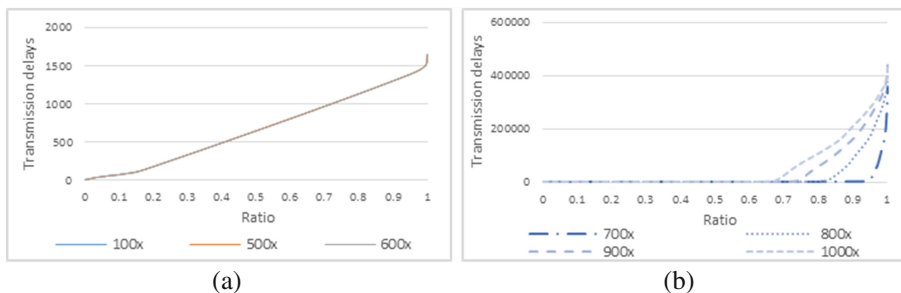 2000
1500
1000
500
0
Transmission delays
0 0.1 0.2 0.3 0.4 0.5 0.6 0.7 0.8 0.9 1
Ratio
100x 500x 600x
(a)
600000
400000
200000
0
Transmission delays
0 0.1 0.2 0.3 0.4 0.5 0.6 0.7 0.8 0.9 1
Ratio
700x 800x
900x 1000x
(b)